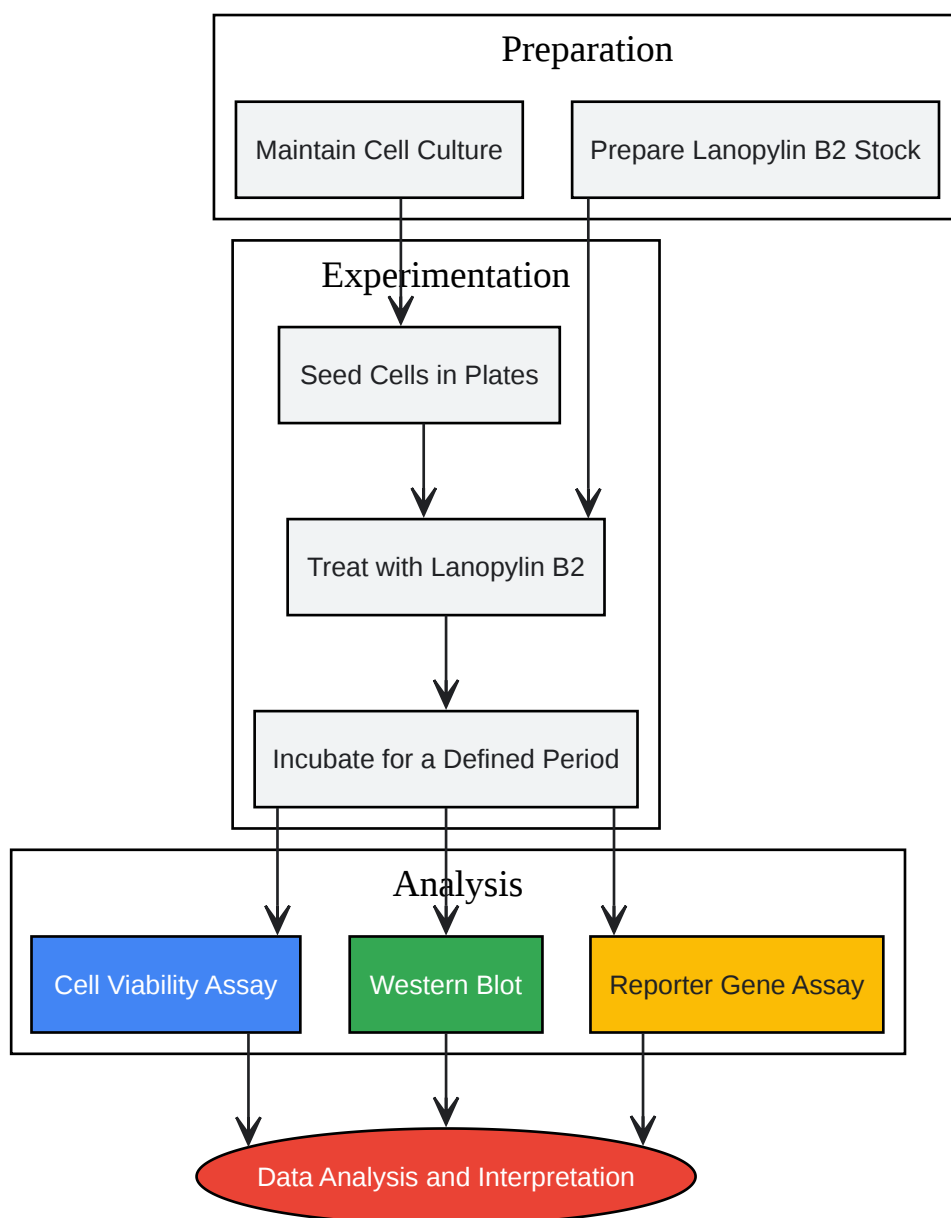 Preparation
Maintain Cell Culture
Prepare Lanopylin B2 Stock
Experimentation
Seed Cells in Plates
Treat with Lanopylin B2
Incubate for a Defined Period
Analysis
Cell Viability Assay
Western Blot
Reporter Gene Assay
Data Analysis and Interpretation